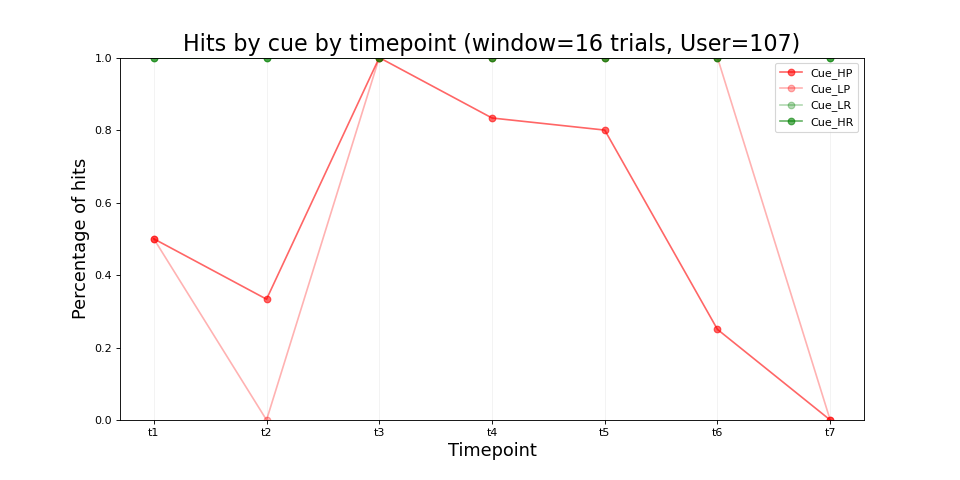 Hits by cue by timepoint (window=16 trials, User=107)
Percentage of hits
1.0
0.8
0.6
0.4
0.2
0.0
Cue_HP
Cue_LP
Cue_LR
Cue_HR
t1 t2 t3 t4 t5 t6 t7
Timepoint